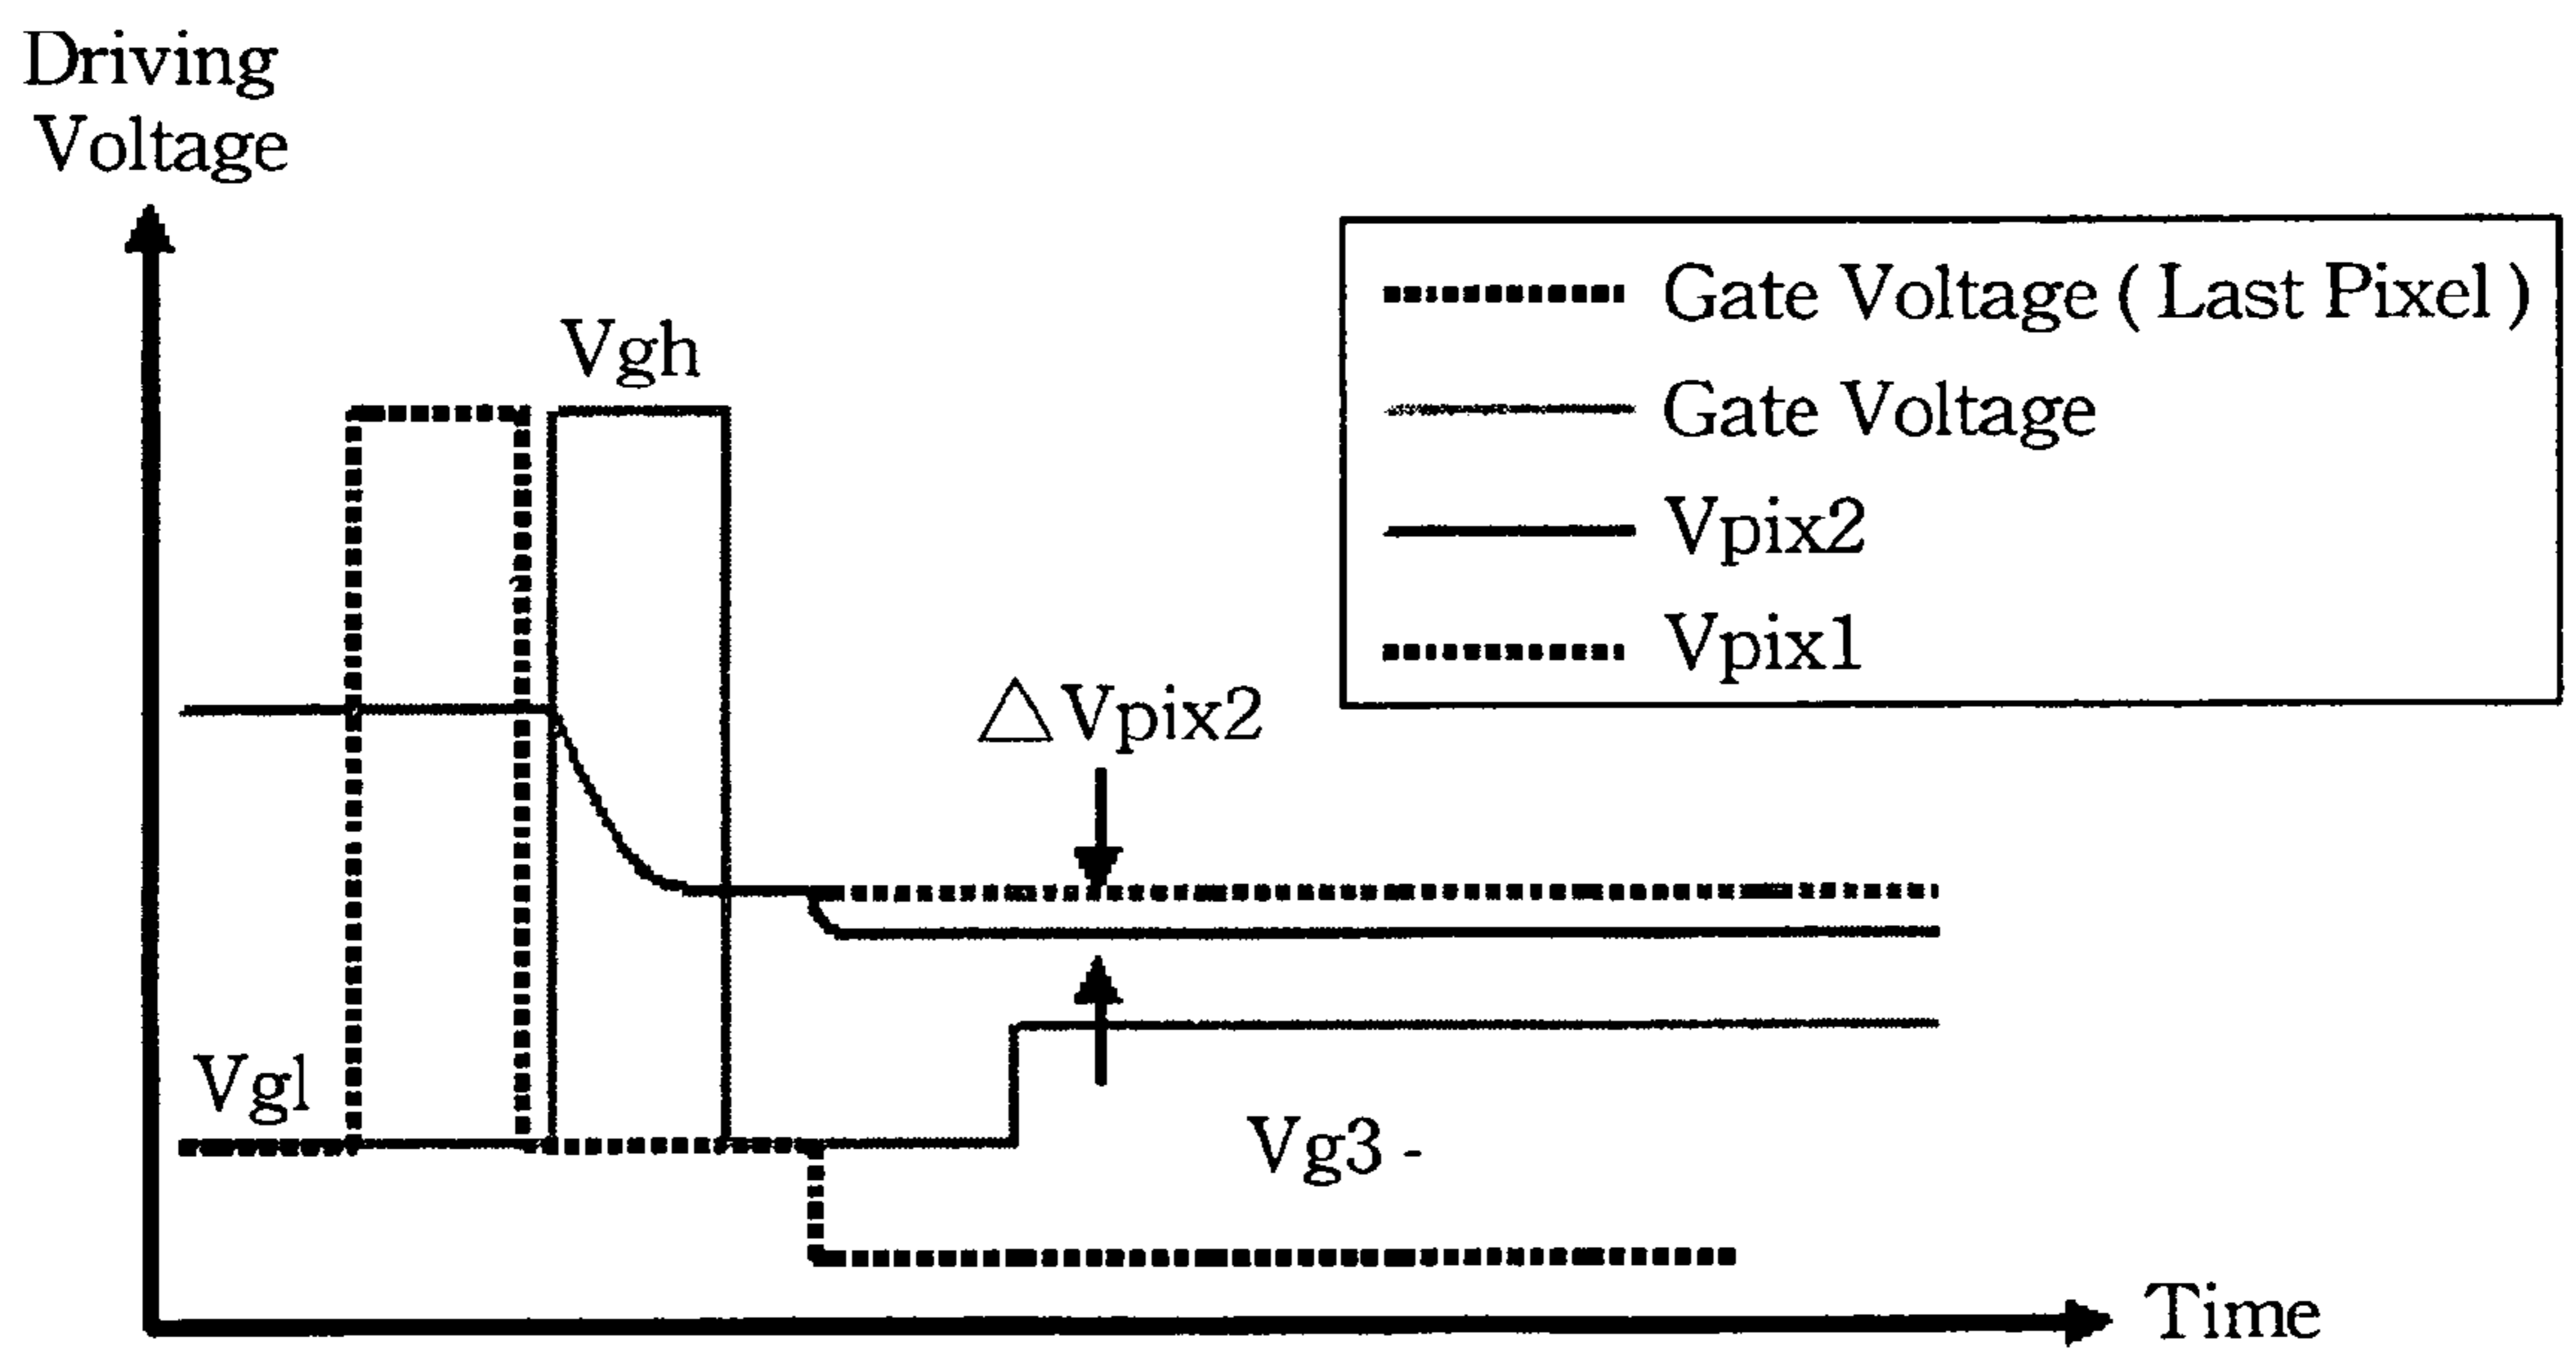 Driving
Voltage
Vgh
Gate Voltage ( Last Pixel )
Gate Voltage
Vpix2
Vpix1
△Vpix2
Vgl
Vg3 -
Time